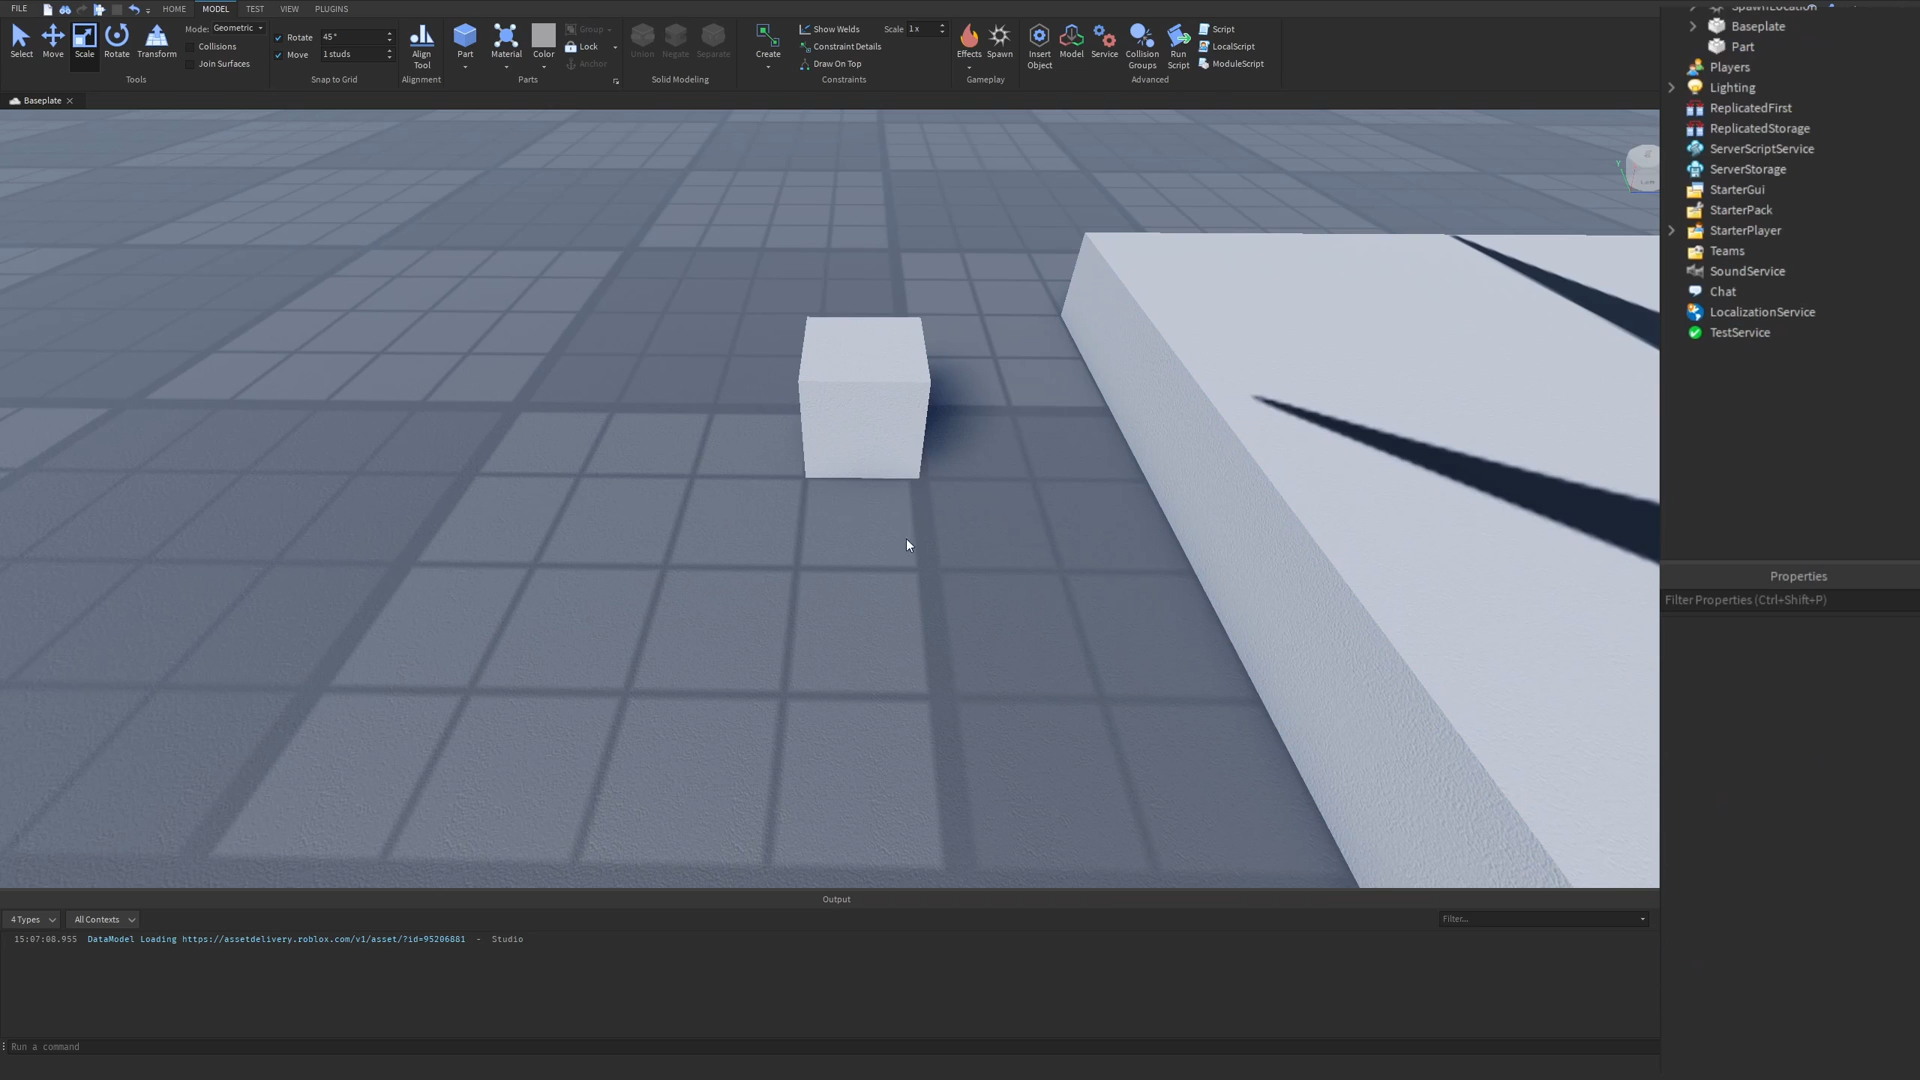 FILE HOME MODEL TEST VIEW PLUGINS
Select Move Scale Rotate Transform
Mode: Geometric
Collisions
Join Surfaces
Tools
Rotate 45°
Move 1 studs
Snap to Grid
Align Tool
Alignment
Part Material Color
Group
Lock
Anchor
Parts
Union Negate Separate
Solid Modeling
Create
Show Welds
Constraint Details
Draw On Top
Scale 1x
Constraints
Effects Spawn
Gameplay
Insert Object
Model
Service
Collision Groups
Run Script
Script
LocalScript
ModuleScript
Advanced
Baseplate
SpawnLocation
Baseplate
Part
Players
Lighting
ReplicatedFirst
ReplicatedStorage
ServerScriptService
ServerStorage
StarterGui
StarterPack
StarterPlayer
Teams
SoundService
Chat
LocalizationService
TestService
Y
Properties
Filter Properties (Ctrl+Shift+P)
Output
4 Types All Contexts Filter...
15:07:08.955 DataModel Loading https://assetdelivery.roblox.com/v1/asset/?id=95206881 - Studio
Run a command